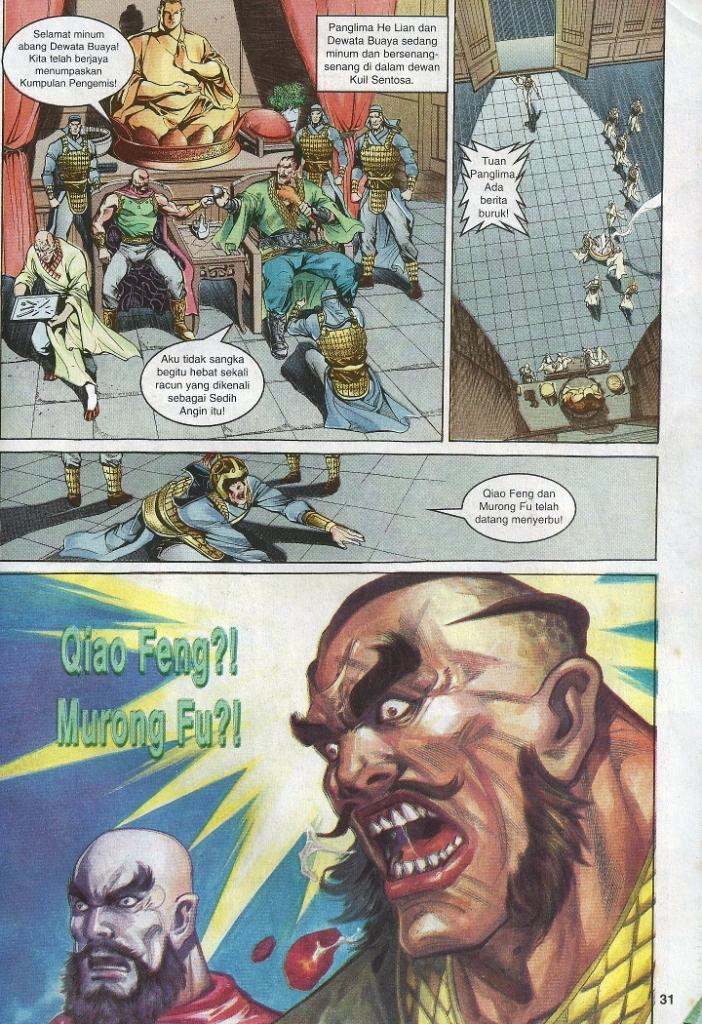 Selamat minum
abang Dewata Buaya!
Kita telah berjaya
menumpaskan
Kumpulan Pengemis!
Panglima He Lian dan
Dewata Buaya sedang
minum dan bersenang-
senang di dalam dewan
Kuil Sentosa.
Aku tidak sangka
begitu hebat sekali
racun yang dikenali
sebagai Sedih
Angin itu!
Tuan
Panglima.
Ada
berita
buruk!
Qiao Feng dan
Murong Fu telah
datang menyerbu!
Qiao Feng?!
Murong Fu?!
31